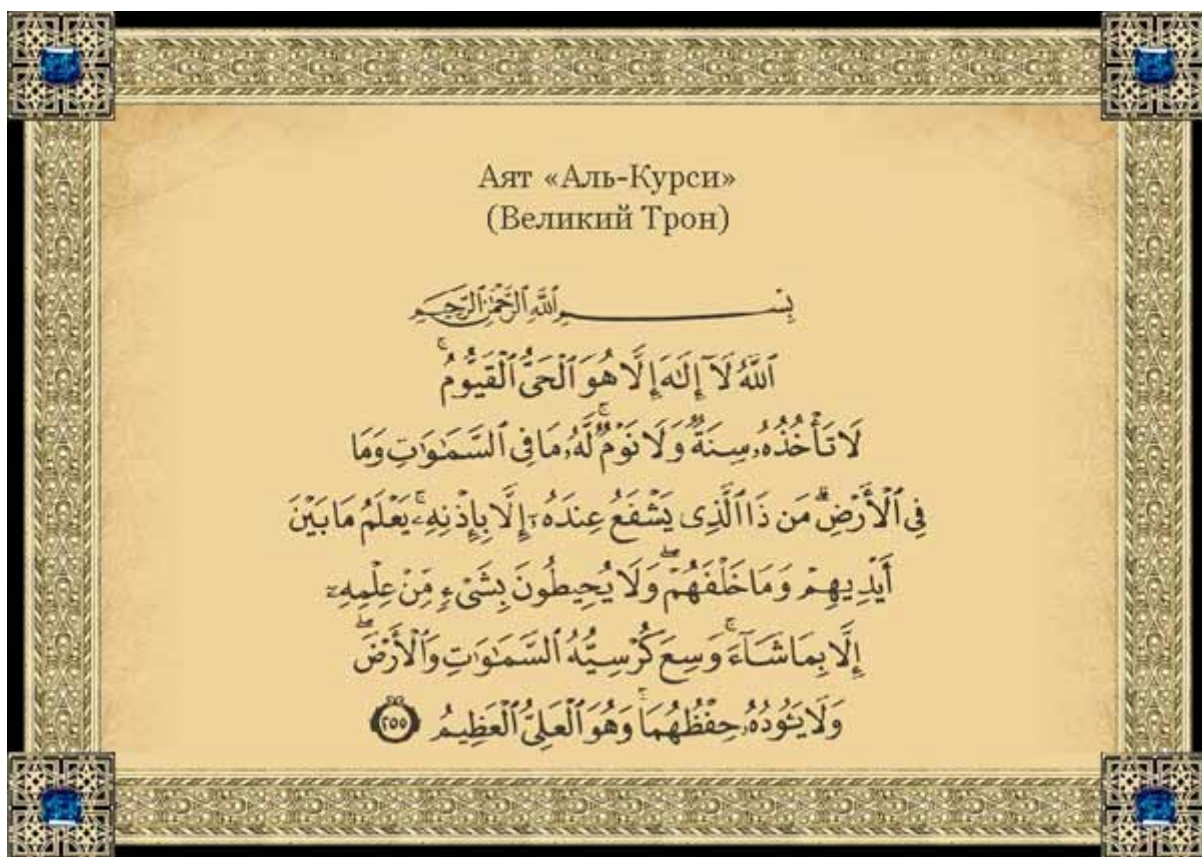 Аят «Аль-Курси»
(Великий Трон)
بِسْمِ ٱللَّهِ ٱلرَّحْمَٰنِ ٱلرَّحِيمِ
ٱللَّهُ لَآ إِلَٰهَ إِلَّا هُوَ ٱلْحَىُّ ٱلْقَيُّومُ ۚ
لَا تَأْخُذُهُۥ سِنَةٌ وَلَا نَوْمٌ ۚ لَّهُۥ مَا فِى ٱلسَّمَٰوَٰتِ وَمَا
فِى ٱلْأَرْضِ ۗ مَن ذَا ٱلَّذِى يَشْفَعُ عِندَهُۥٓ إِلَّا بِإِذْنِهِۦ ۚ يَعْلَمُ مَا بَيْنَ
أَيْدِيهِمْ وَمَا خَلْفَهُمْ ۖ وَلَا يُحِيطُونَ بِشَىْءٍ مِّنْ عِلْمِهِۦٓ
إِلَّا بِمَا شَآءَ ۚ وَسِعَ كُرْسِيُّهُ ٱلسَّمَٰوَٰتِ وَٱلْأَرْضَ ۖ
وَلَا يَـُٔودُهُۥ حِفْظُهُمَا ۚ وَهُوَ ٱلْعَلِىُّ ٱلْعَظِيمُ ﴿٢٥٥﴾